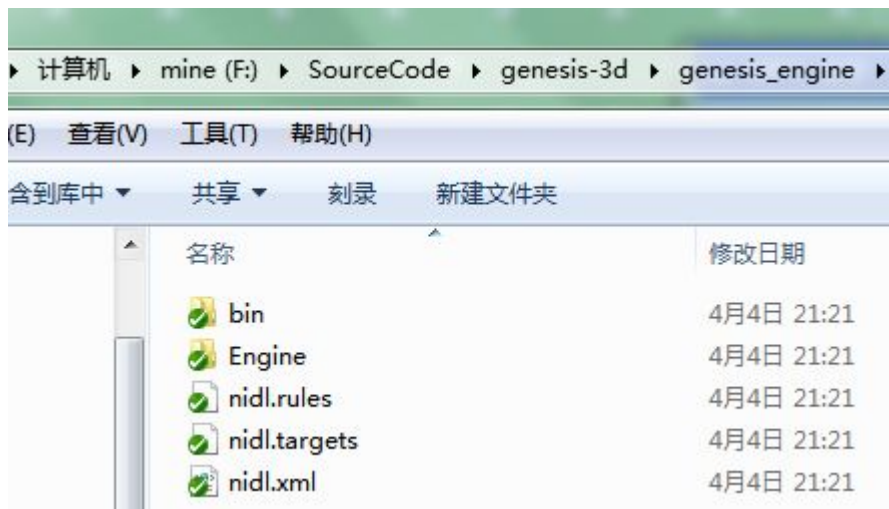 计算机 mine (F:) SourceCode genesis-3d genesis_engine
(E) 查看(V) 工具(T) 帮助(H)
含到库中 共享 刻录 新建文件夹
名称 修改日期
bin 4月4日 21:21
Engine 4月4日 21:21
nidl.rules 4月4日 21:21
nidl.targets 4月4日 21:21
nidl.xml 4月4日 21:21